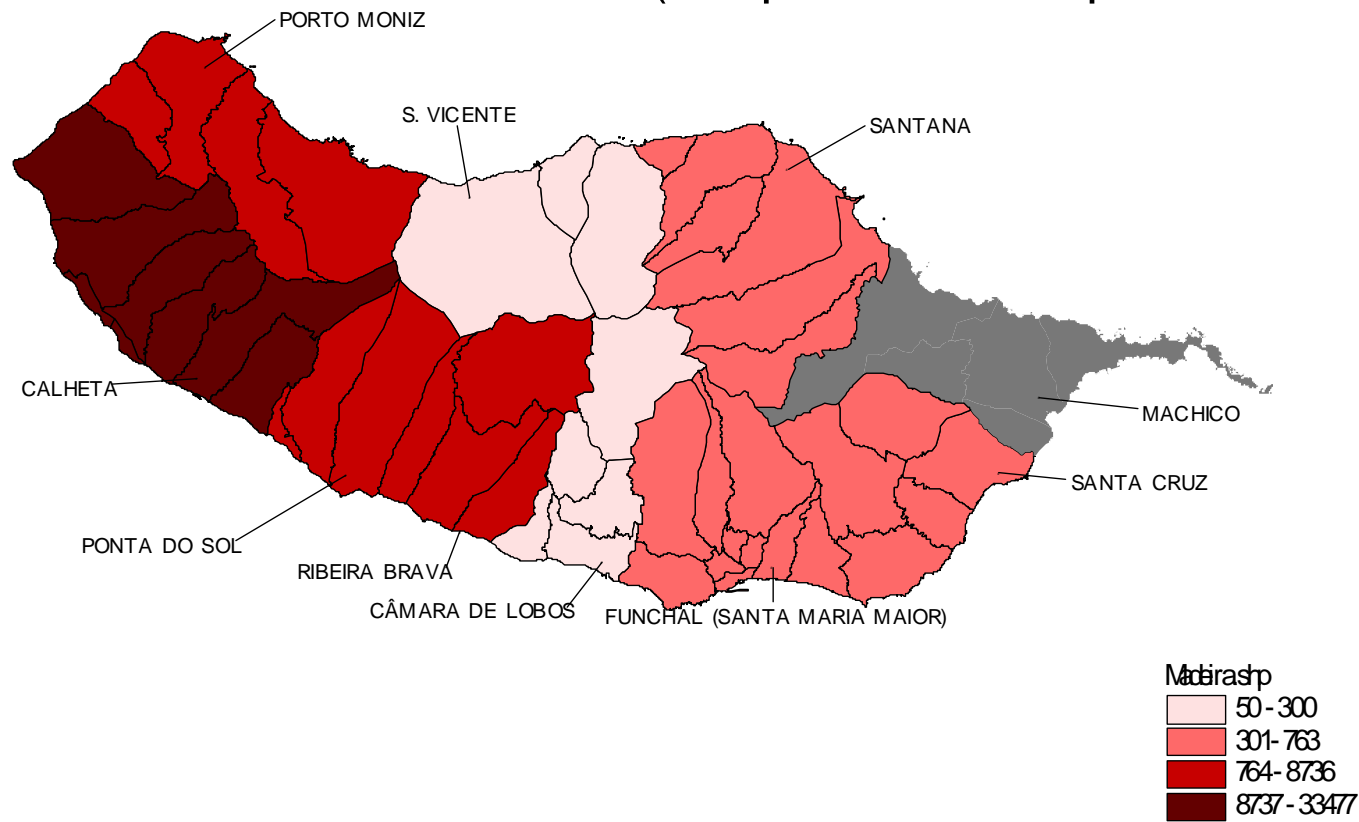 PORTO MONIZ
S. VICENTE
SANTANA
CALHETA
MACHICO
SANTA CRUZ
PONTA DO SOL
RIBEIRA BRAVA
CÂMARA DE LOBOS
FUNCHAL (SANTA MARIA MAIOR)
Madeira.shp
50 - 300
301 - 763
764 - 8736
8737 - 33477